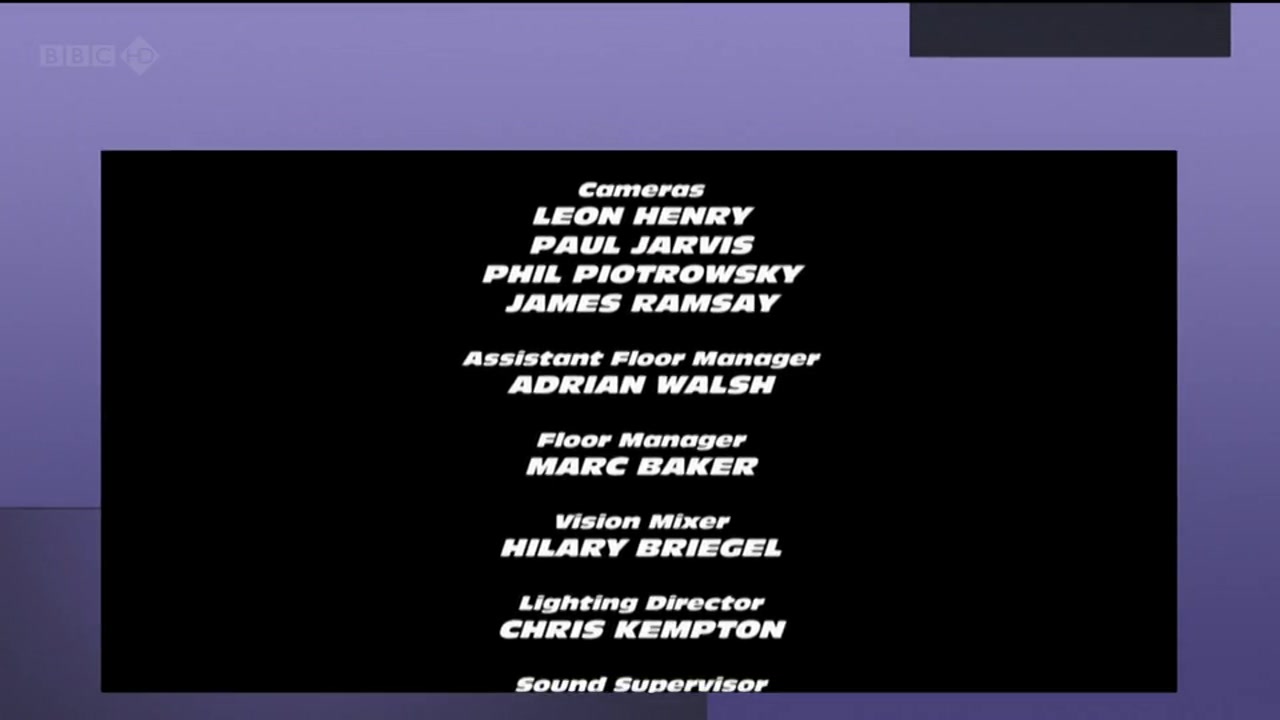 BBC HD
Cameras
LEON HENRY
PAUL JARVIS
PHIL PIOTROWSKY
JAMES RAMSAY
Assistant Floor Manager
ADRIAN WALSH
Floor Manager
MARC BAKER
Vision Mixer
HILARY BRIEGEL
Lighting Director
CHRIS KEMPTON
Sound Supervisor